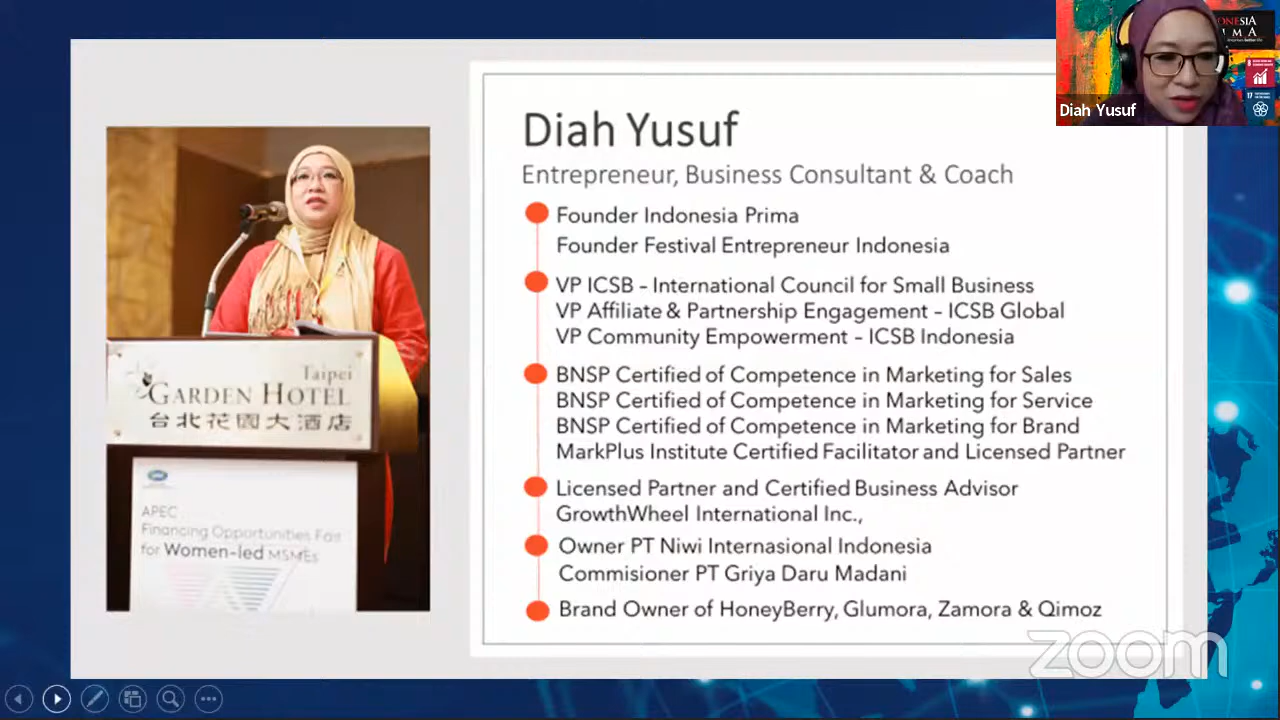 Diah Yusuf
Entrepreneur, Business Consultant & Coach
Founder Indonesia Prima
Founder Festival Entrepreneur Indonesia
VP ICSB – International Council for Small Business
VP Affiliate & Partnership Engagement – ICSB Global
VP Community Empowerment – ICSB Indonesia
BNSP Certified of Competence in Marketing for Sales
BNSP Certified of Competence in Marketing for Service
BNSP Certified of Competence in Marketing for Brand
MarkPlus Institute Certified Facilitator and Licensed Partner
Licensed Partner and Certified Business Advisor
GrowthWheel International Inc.,
Owner PT Niwi Internasional Indonesia
Commisioner PT Griya Daru Madani
Brand Owner of HoneyBerry, Glumora, Zamora & Qimoz
Taipei
GARDEN HOTEL
台北花園大酒店
APEC
Financing Opportunities Fair
for Women-led MSMEs
Diah Yusuf
17
zoom